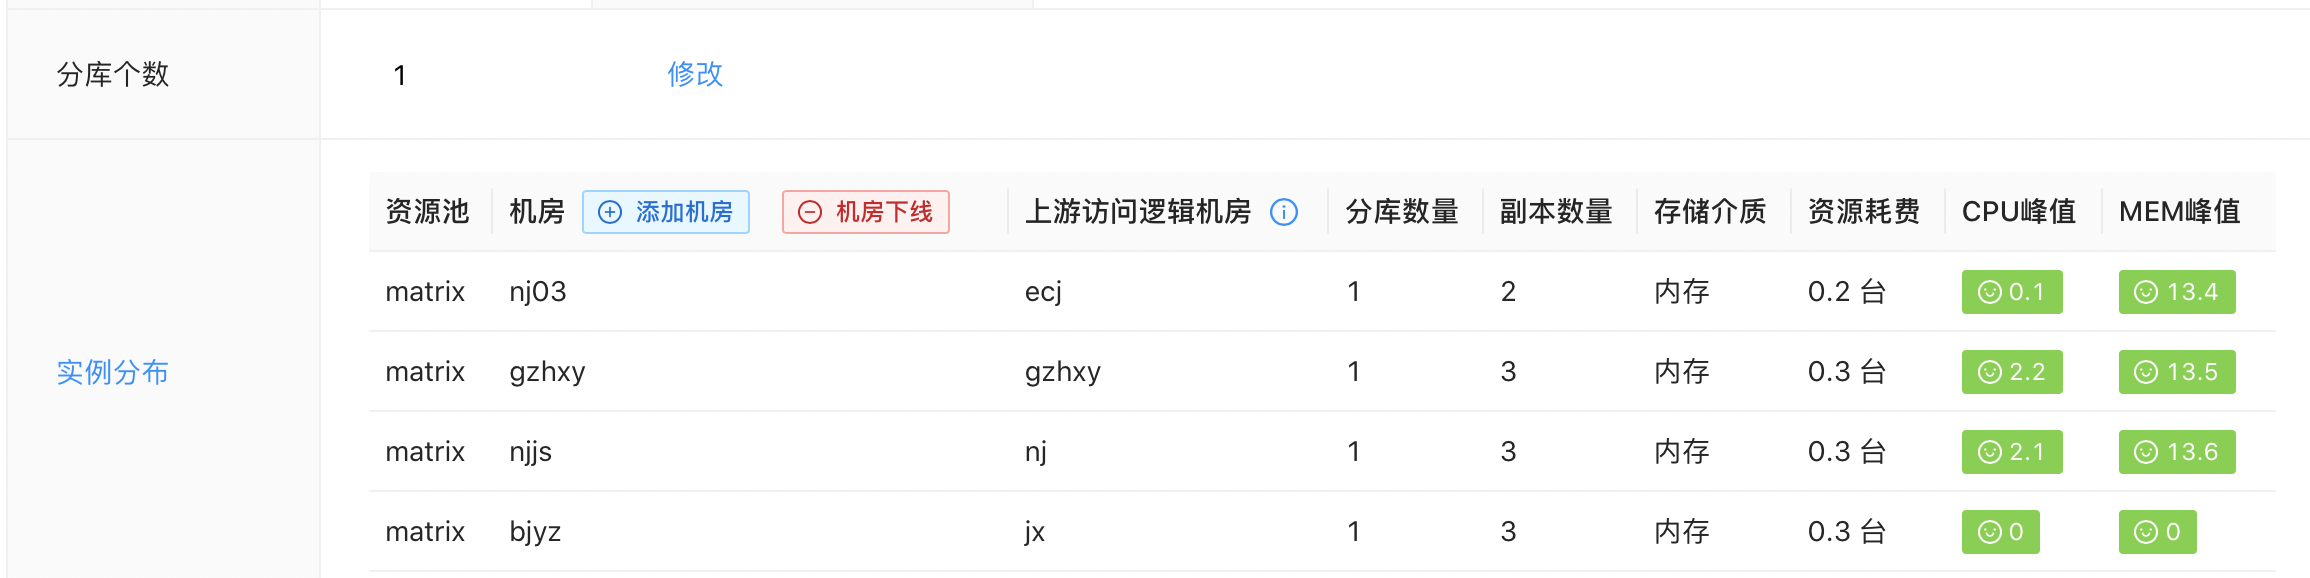 分库个数 1 修改
资源池 机房 添加机房 机房下线 上游访问逻辑机房 分库数量 副本数量 存储介质 资源耗费 CPU峰值 MEM峰值
matrix nj03 ecj 1 2 内存 0.2 台 0.1 13.4
实例分布 matrix gzhxy gzhxy 1 3 内存 0.3 台 2.2 13.5
matrix njjs nj 1 3 内存 0.3 台 2.1 13.6
matrix bjyz jx 1 3 内存 0.3 台 0 0